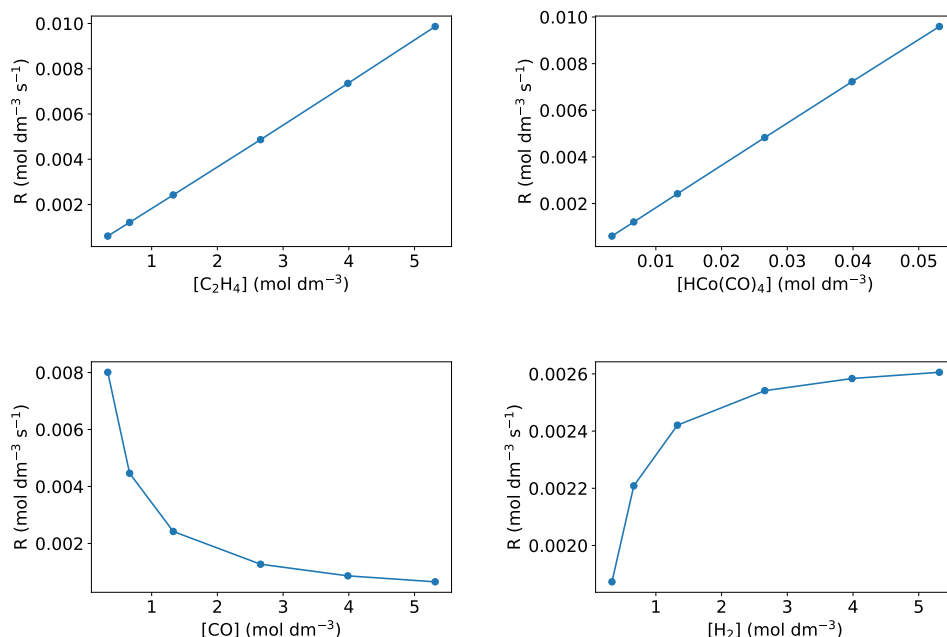 0.010
0.008
0.006
0.004
0.002
R (mol dm⁻³ s⁻¹)
1 2 3 4 5
[C₂H₄] (mol dm⁻³)
0.010
0.008
0.006
0.004
0.002
R (mol dm⁻³ s⁻¹)
0.01 0.02 0.03 0.04 0.05
[HCo(CO)₄] (mol dm⁻³)
0.008
0.006
0.004
0.002
R (mol dm⁻³ s⁻¹)
1 2 3 4 5
[CO] (mol dm⁻³)
0.0026
0.0024
0.0022
0.0020
R (mol dm⁻³ s⁻¹)
1 2 3 4 5
[H₂] (mol dm⁻³)